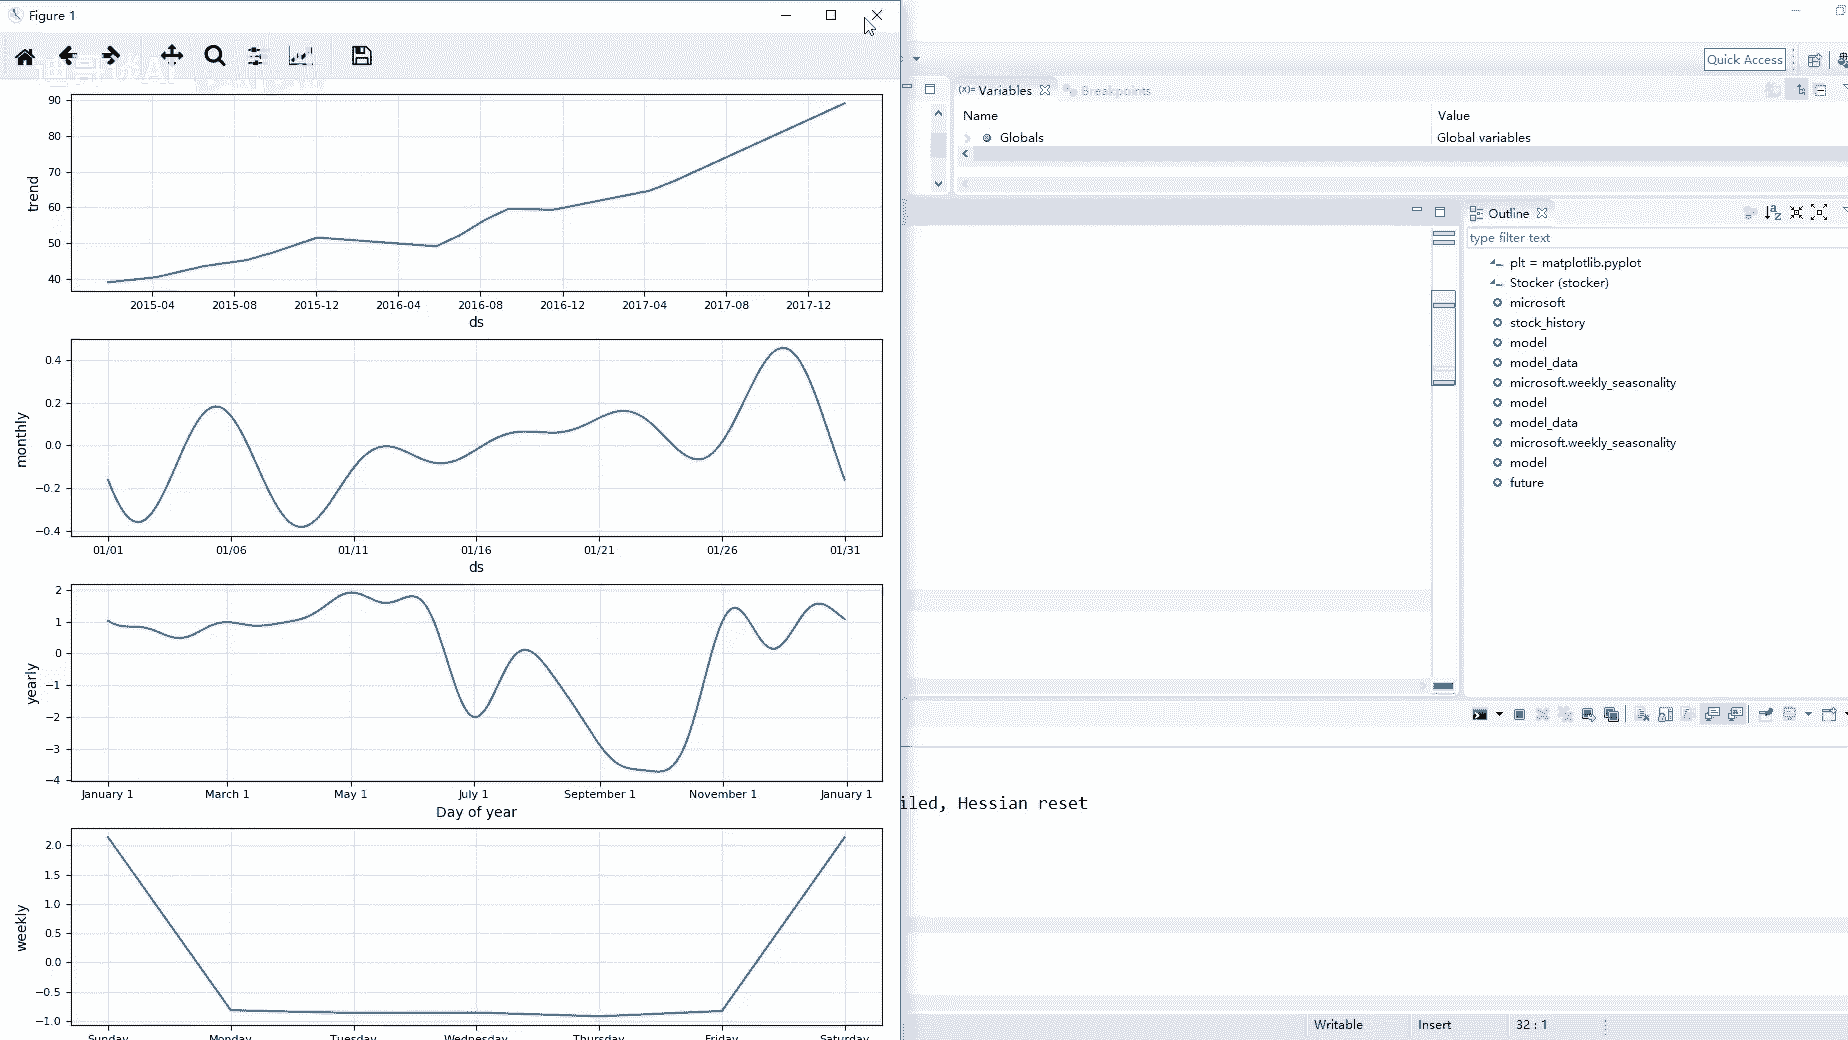 Figure 1
迪哥谈AI
Quick Access
(x)= Variables
Breakpoints
Name
Value
Globals
Global variables
90
80
70
60
50
40
trend
2015-04
2015-08
2015-12
2016-04
2016-08
2016-12
2017-04
2017-08
2017-12
ds
0.4
0.2
0.0
−0.2
−0.4
monthly
01/01
01/06
01/11
01/16
01/21
01/26
01/31
ds
2
1
0
−1
−2
−3
−4
yearly
January 1
March 1
May 1
July 1
September 1
November 1
January 1
Day of year
2.0
1.5
1.0
0.5
0.0
−0.5
−1.0
weekly
Sunday
Monday
Tuesday
Wednesday
Thursday
Friday
Saturday
Outline
type filter text
plt = matplotlib.pyplot
Stocker (stocker)
microsoft
stock_history
model
model_data
microsoft.weekly_seasonality
model
model_data
microsoft.weekly_seasonality
model
future
iled, Hessian reset
Writable
Insert
32 : 1